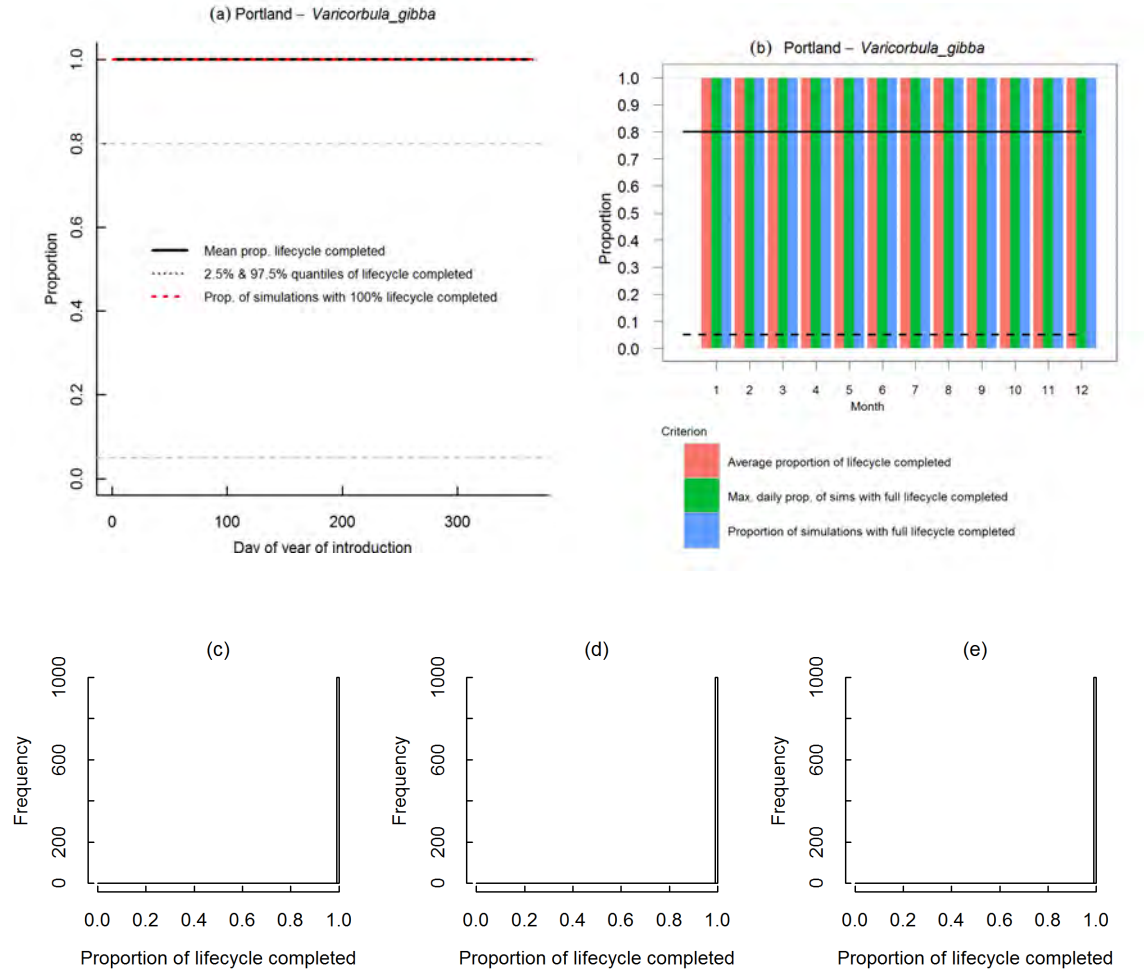 (a) Portland – Varicorbula_gibba
Proportion
1.0
0.8
0.6
0.4
0.2
0.0
Mean prop. lifecycle completed
2.5% & 97.5% quantiles of lifecycle completed
Prop. of simulations with 100% lifecycle completed
0 100 200 300
Day of year of introduction
(b) Portland – Varicorbula_gibba
Proportion
1.0
0.9
0.8
0.7
0.6
0.5
0.4
0.3
0.2
0.1
0.0
1 2 3 4 5 6 7 8 9 10 11 12
Month
Criterion
Average proportion of lifecycle completed
Max. daily prop. of sims with full lifecycle completed
Proportion of simulations with full lifecycle completed
(c)
Frequency
1000
600
200
0
0.0 0.2 0.4 0.6 0.8 1.0
Proportion of lifecycle completed
(d)
Frequency
1000
600
200
0
0.0 0.2 0.4 0.6 0.8 1.0
Proportion of lifecycle completed
(e)
Frequency
1000
600
200
0
0.0 0.2 0.4 0.6 0.8 1.0
Proportion of lifecycle completed